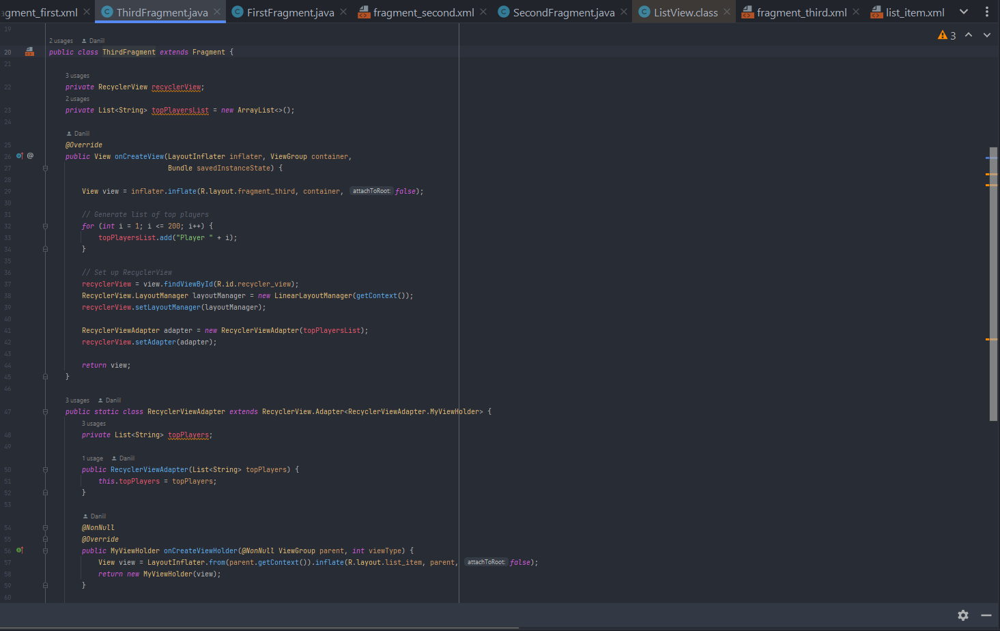 gment_first.xml ThirdFragment.java FirstFragment.java fragment_second.xml SecondFragment.java ListView.class fragment_third.xml list_item.xml
19
2 usages Daniil
3
20 public class ThirdFragment extends Fragment {
21
3 usages
22 private RecyclerView recyclerView;
2 usages
23 private List<String> topPlayersList = new ArrayList<>();
24
Daniil
25 @Override
26 @ public View onCreateView(LayoutInflater inflater, ViewGroup container,
27 Bundle savedInstanceState) {
28
29 View view = inflater.inflate(R.layout.fragment_third, container, attachToRoot: false);
30
31 // Generate list of top players
32 for (int i = 1; i <= 200; i++) {
33 topPlayersList.add("Player " + i);
34 }
35
36 // Set up RecyclerView
37 recyclerView = view.findViewById(R.id.recycler_view);
38 RecyclerView.LayoutManager layoutManager = new LinearLayoutManager(getContext());
39 recyclerView.setLayoutManager(layoutManager);
40
41 RecyclerViewAdapter adapter = new RecyclerViewAdapter(topPlayersList);
42 recyclerView.setAdapter(adapter);
43
44 return view;
45 }
46
3 usages Daniil
47 public static class RecyclerViewAdapter extends RecyclerView.Adapter<RecyclerViewAdapter.MyViewHolder> {
3 usages
48 private List<String> topPlayers;
49
1 usage Daniil
50 public RecyclerViewAdapter(List<String> topPlayers) {
51 this.topPlayers = topPlayers;
52 }
53
Daniil
54 @NonNull
55 @Override
56 public MyViewHolder onCreateViewHolder(@NonNull ViewGroup parent, int viewType) {
57 View view = LayoutInflater.from(parent.getContext()).inflate(R.layout.list_item, parent, attachToRoot: false);
58 return new MyViewHolder(view);
59 }
60